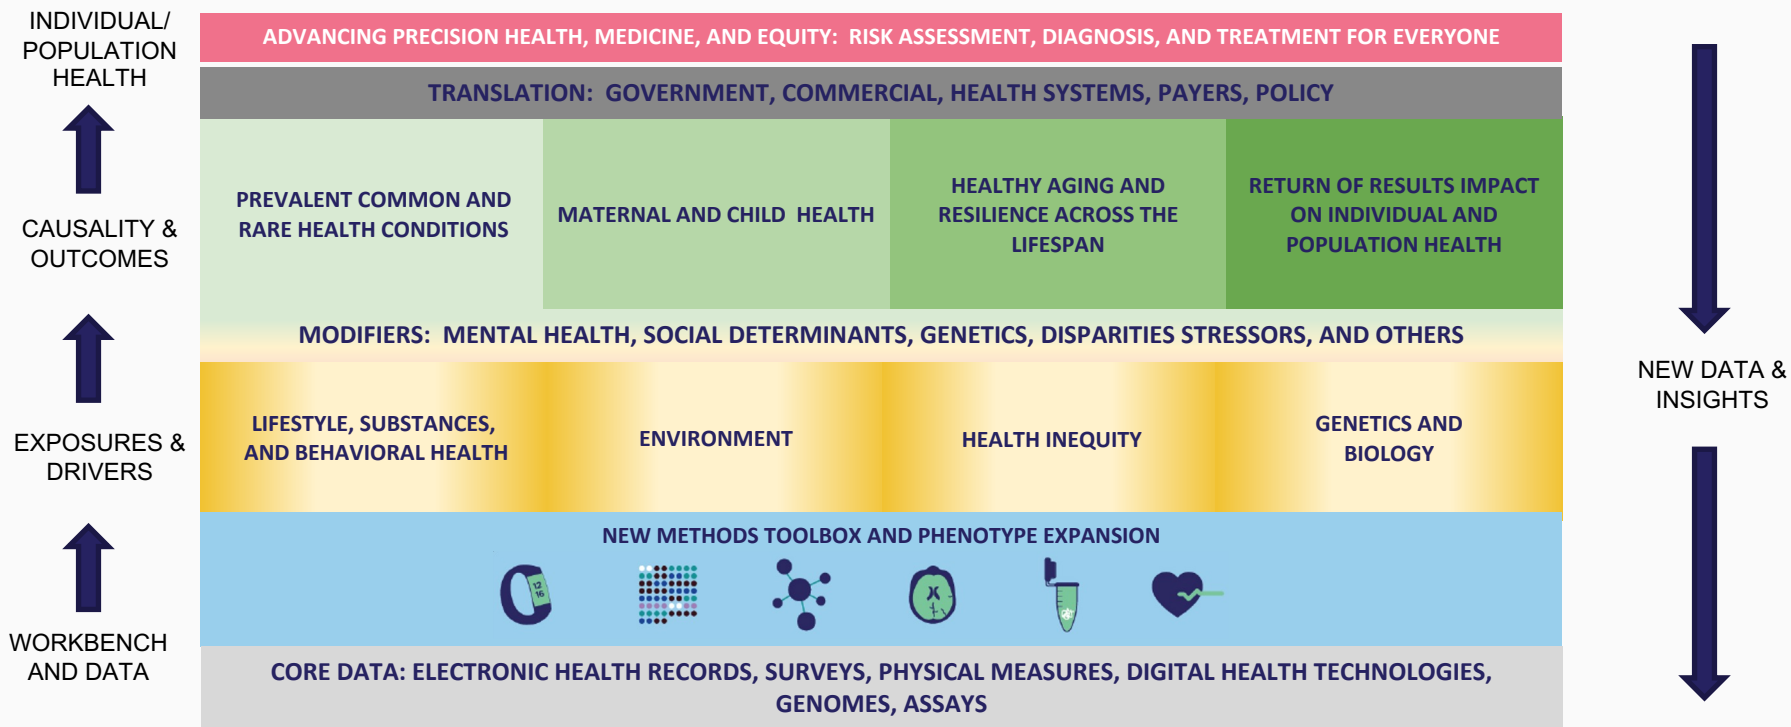 INDIVIDUAL/
POPULATION
HEALTH
ADVANCING PRECISION HEALTH, MEDICINE, AND EQUITY: RISK ASSESSMENT, DIAGNOSIS, AND TREATMENT FOR EVERYONE
TRANSLATION: GOVERNMENT, COMMERCIAL, HEALTH SYSTEMS, PAYERS, POLICY
CAUSALITY &
OUTCOMES
PREVALENT COMMON AND
RARE HEALTH CONDITIONS
MATERNAL AND CHILD HEALTH
HEALTHY AGING AND
RESILIENCE ACROSS THE
LIFESPAN
RETURN OF RESULTS IMPACT
ON INDIVIDUAL AND
POPULATION HEALTH
MODIFIERS: MENTAL HEALTH, SOCIAL DETERMINANTS, GENETICS, DISPARITIES STRESSORS, AND OTHERS
NEW DATA &
INSIGHTS
EXPOSURES &
DRIVERS
LIFESTYLE, SUBSTANCES,
AND BEHAVIORAL HEALTH
ENVIRONMENT
HEALTH INEQUITY
GENETICS AND
BIOLOGY
NEW METHODS TOOLBOX AND PHENOTYPE EXPANSION
12
16
WORKBENCH
AND DATA
CORE DATA: ELECTRONIC HEALTH RECORDS, SURVEYS, PHYSICAL MEASURES, DIGITAL HEALTH TECHNOLOGIES,
GENOMES, ASSAYS